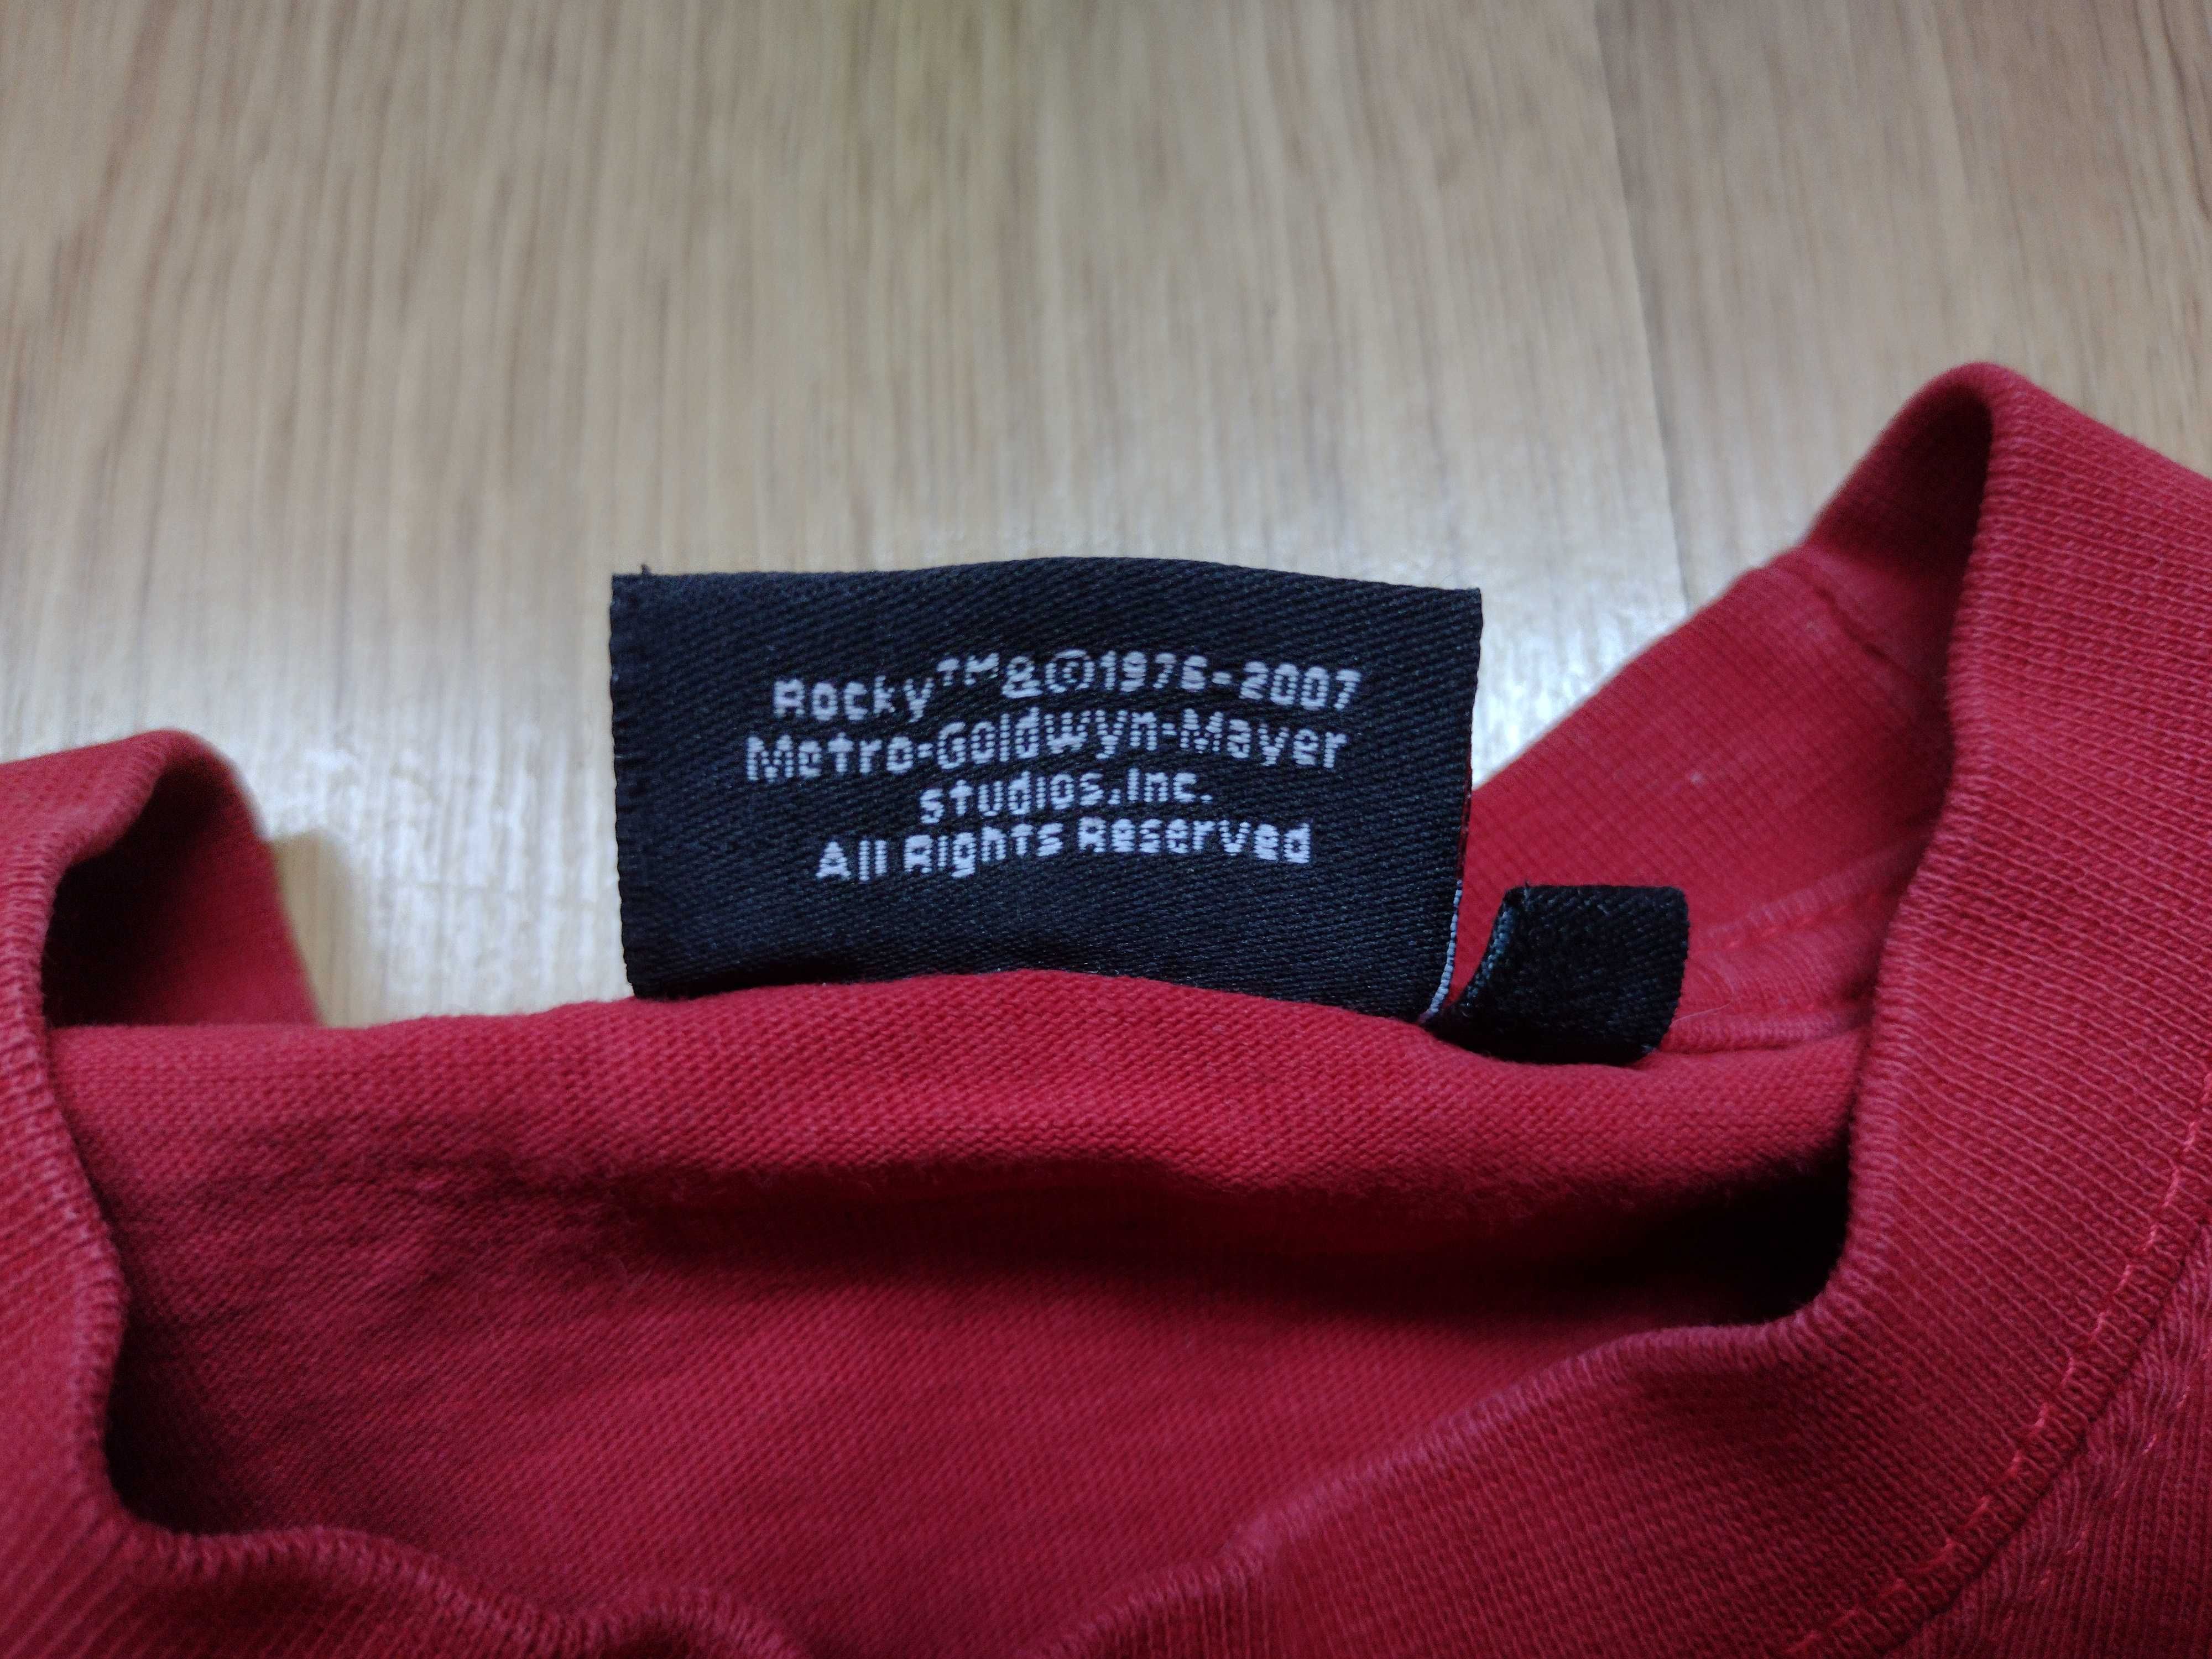 Rocky™&©1976-2007
Metro-Goldwyn-Mayer
Studios,Inc.
All Rights Reserved